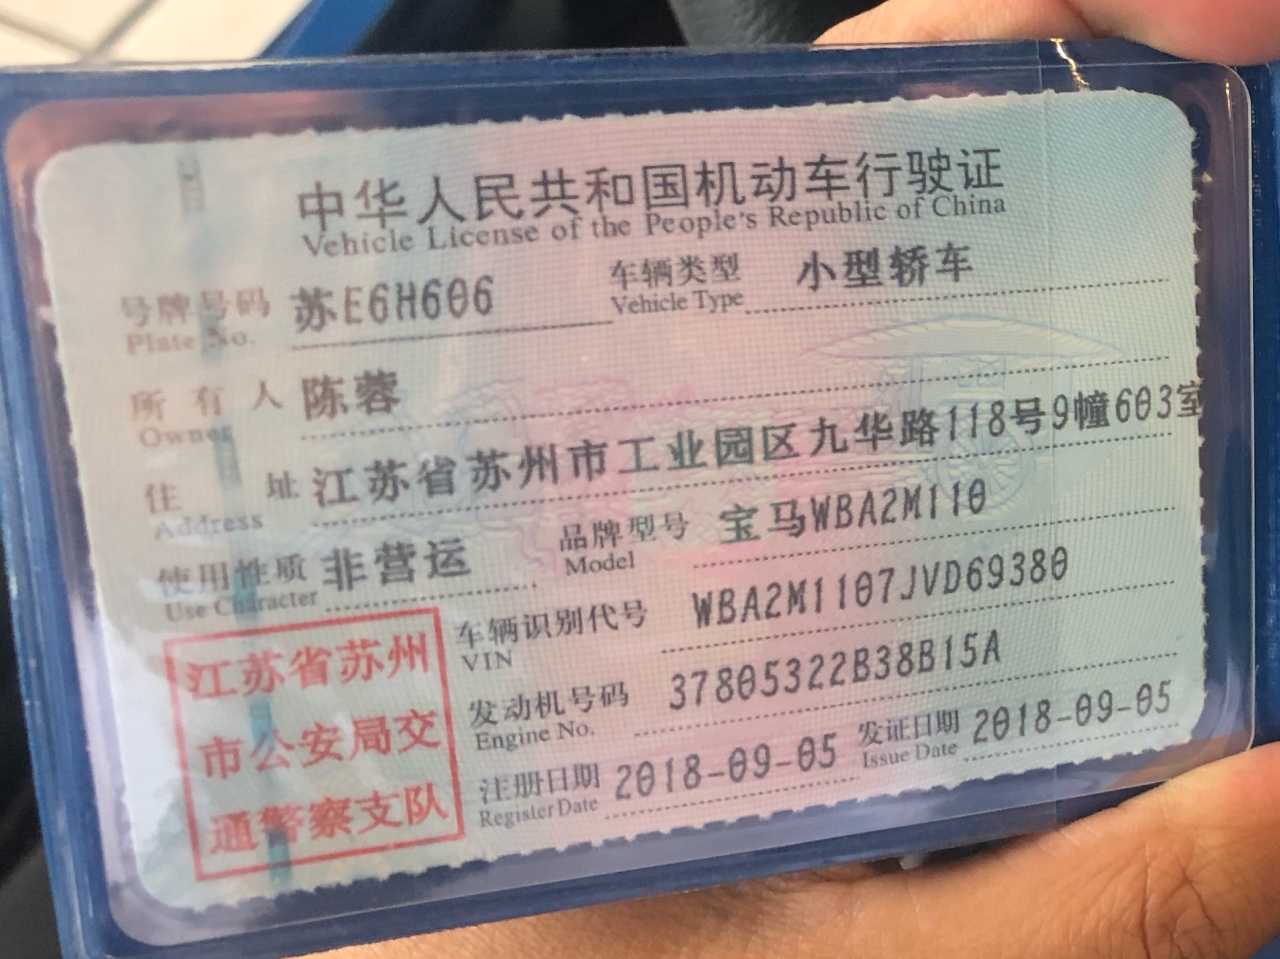 中华人民共和国机动车行驶证
Vehicle License of the People's Republic of China
号牌号码 苏E6H606 车辆类型 小型轿车
Plate No. Vehicle Type
所有人 陈蓉
Owner
住址 江苏省苏州市工业园区九华路118号9幢603室
Address
使用性质 非营运 品牌型号 宝马WBA2M110
Use Character Model
车辆识别代号 WBA2M1107JVD69380
VIN
发动机号码 37805322B38B15A
Engine No.
注册日期 2018-09-05 发证日期 2018-09-05
Register Date Issue Date
江苏省苏州
市公安局交
通警察支队